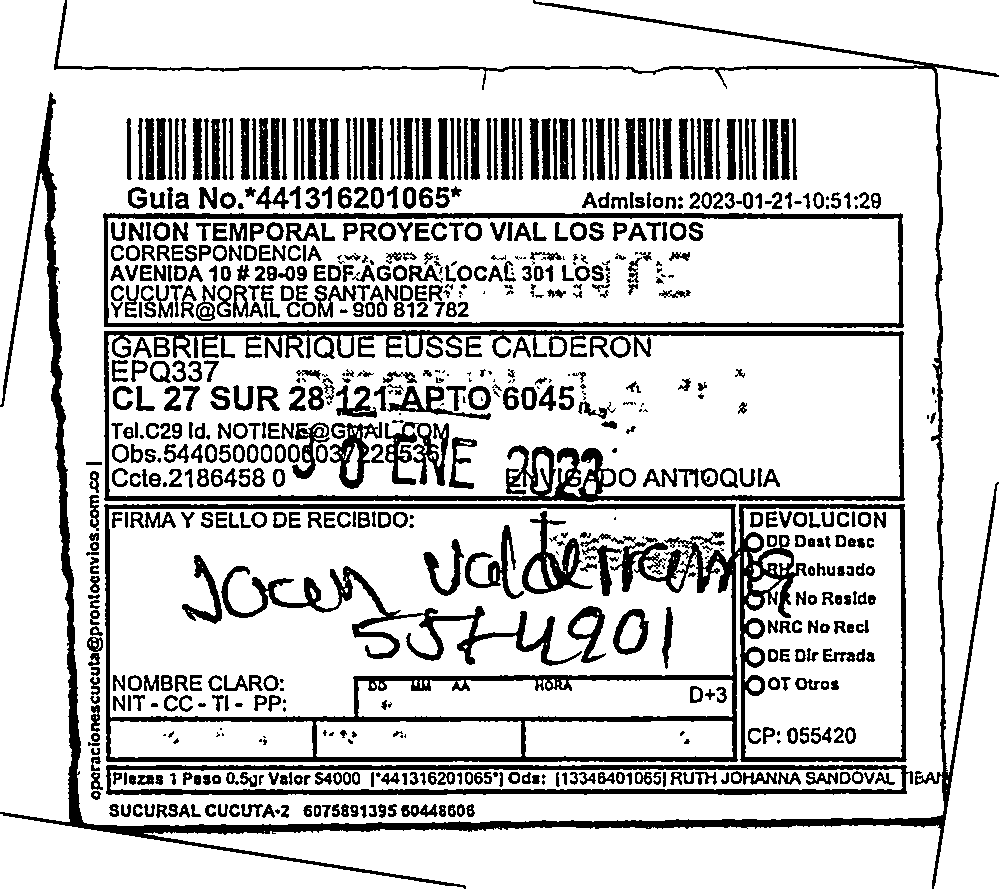 Guia No.*441316201065*
Admision: 2023-01-21-10:51:29
UNION TEMPORAL PROYECTO VIAL LOS PATIOS
CORRESPONDENCIA
AVENIDA 10 # 29-09 EDF AGORA LOCAL 301 LOS
CUCUTA NORTE DE SANTANDER
YEISMIR@GMAIL COM - 900 812 782
GABRIEL ENRIQUE EUSSE CALDERON
EPQ337
CL 27 SUR 28 121 APTO 6045
Tel.C29 Id. NOTIENE@GMAIL.COM
Ccte.2186458 0
ENVIGADO ANTIOQUIA
30 ENE 2023
FIRMA Y SELLO DE RECIBIDO:
Valderrama
5574901
NOMBRE CLARO:
NIT - CC - TI - PP:
DD MM AA HORA
D+3
DEVOLUCION
DD Dest Desc
RH Rehusado
NR No Reside
NRC No Reci
DE Dir Errada
OT Otros
CP: 055420
Piezas 1 Peso 0.5gr Valor $4000 [*441316201065*] Ods: [13346401065] RUTH JOHANNA SANDOVAL TIBAM
SUCURSAL CUCUTA-2 6075891395 60448606
operacionescucuta@prontoenvios.com.co |